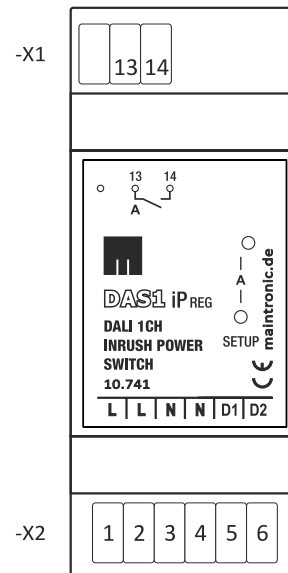 -X1
13 14
13 14
A
DAS1 iP REG
A
DALI 1CH
INRUSH POWER
SWITCH
10.741
SETUP
maintronic.de
CE
L L N N D1 D2
-X2
1 2 3 4 5 6